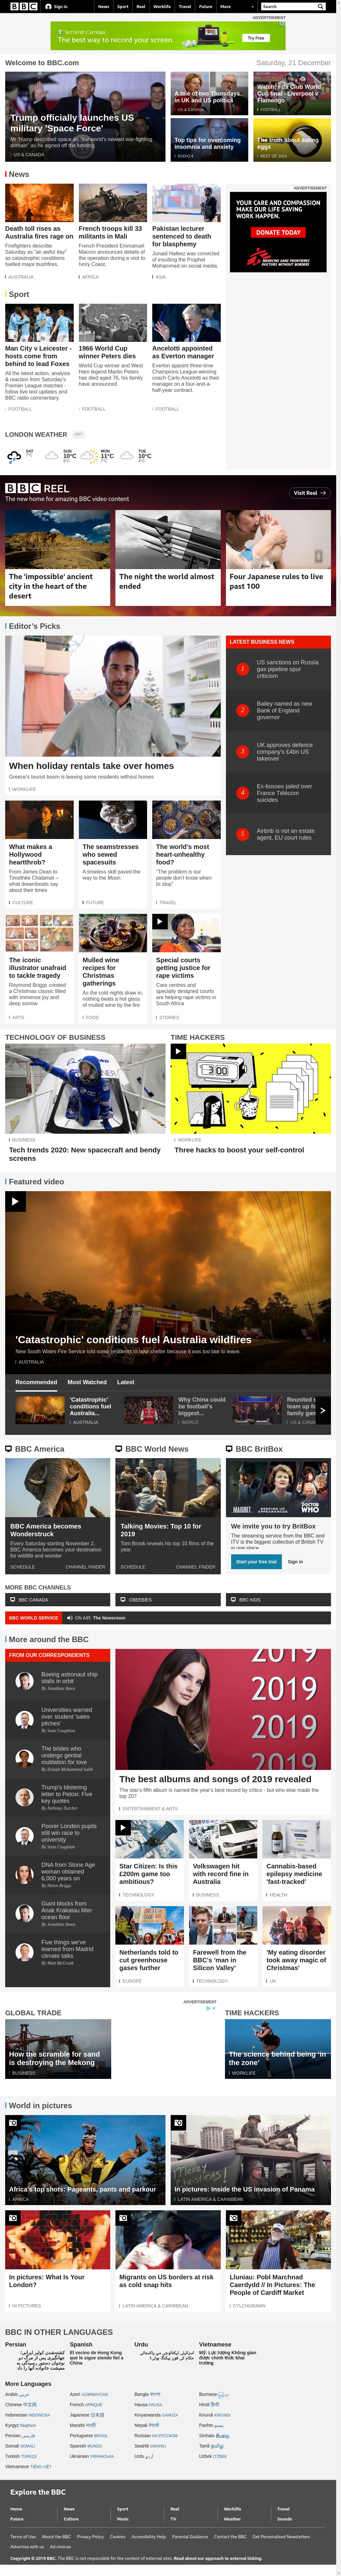 BBC
Sign in
News
Sport
Reel
Worklife
Travel
Future
More
Search
ADVERTISEMENT
TechSmith Camtasia
The best way to record your screen.
Try Free
Welcome to BBC.com
Saturday, 21 December
Trump officially launches US
military 'Space Force'
Mr Trump described space as "the world's newest war-fighting
domain" as he signed off the funding.
US & CANADA
A tale of two Thursdays
in UK and US politics
US & CANADA
Watch: Fifa Club World
Cup final - Liverpool v
Flamengo
FOOTBALL
Top tips for overcoming
insomnia and anxiety
RADIO 4
The truth about eating
eggs
BEST OF 2019
News
Death toll rises as
Australia fires rage on
Firefighters describe
Saturday as "an awful day"
as catastrophic conditions
fuelled major bushfires.
AUSTRALIA
French troops kill 33
militants in Mali
French President Emmanuel
Macron announces details of
the operation during a visit to
Ivory Coast.
AFRICA
Pakistan lecturer
sentenced to death
for blasphemy
Junaid Hafeez was convicted
of insulting the Prophet
Mohammed on social media.
ASIA
ADVERTISEMENT
YOUR CARE AND COMPASSION
MAKE OUR LIFE SAVING
WORK HAPPEN.
DONATE TODAY
MEDECINS SANS FRONTIERES
DOCTORS WITHOUT BORDERS
Sport
Man City v Leicester -
hosts come from
behind to lead Foxes
All the latest action, analysis
& reaction from Saturday's
Premier League matches -
follow live text updates and
BBC radio commentary.
FOOTBALL
1966 World Cup
winner Peters dies
World Cup winner and West
Ham legend Martin Peters
has died aged 76, his family
have announced.
FOOTBALL
Ancelotti appointed
as Everton manager
Everton appoint three-time
Champions League-winning
coach Carlo Ancelotti as their
manager on a four-and-a-
half-year contract.
FOOTBALL
LONDON WEATHER
EDIT
SAT
7°C
SUN
10°C
6°C
MON
11°C
7°C
TUE
10°C
8°C
BBC REEL
The new home for amazing BBC video content
Visit Reel
The 'impossible' ancient
city in the heart of the
desert
The night the world almost
ended
Four Japanese rules to live
past 100
Editor's Picks
When holiday rentals take over homes
Greece's tourist boom is leaving some residents without homes
WORKLIFE
LATEST BUSINESS NEWS
1
US sanctions on Russia
gas pipeline spur
criticism
2
Bailey named as new
Bank of England
governor
3
UK approves defence
company's £4bn US
takeover
4
Ex-bosses jailed over
France Télécom
suicides
5
Airbnb is not an estate
agent, EU court rules
What makes a
Hollywood
heartthrob?
From James Dean to
Timothée Chalamet –
what dreamboats say
about their times
CULTURE
The seamstresses
who sewed
spacesuits
A timeless skill paved the
way to the Moon
FUTURE
The world's most
heart-unhealthy
food?
"The problem is our
people don't know when
to stop"
TRAVEL
The iconic
illustrator unafraid
to tackle tragedy
Raymond Briggs created
a Christmas classic filled
with immense joy and
deep sorrow
ARTS
Mulled wine
recipes for
Christmas
gatherings
As the cold nights draw in,
nothing beats a hot glass
of mulled wine by the fire
FOOD
Special courts
getting justice for
rape victims
Care centres and
specially designed courts
are helping rape victims in
South Africa
STORIES
TECHNOLOGY OF BUSINESS
BUSINESS
Tech trends 2020: New spacecraft and bendy
screens
TIME HACKERS
WORKLIFE
Three hacks to boost your self-control
Featured video
'Catastrophic' conditions fuel Australia wildfires
New South Wales Fire Service told some residents to take shelter because it was too late to leave.
AUSTRALIA
Recommended
Most Watched
Latest
'Catastrophic'
conditions fuel
Australia...
AUSTRALIA
Why China could
be football's
biggest...
WORLD
Reunited
team up fo
family gam
US & CANA
BBC America
BBC America becomes
Wonderstruck
Every Saturday starting November 2,
BBC America becomes your destination
for wildlife and wonder
SCHEDULE
CHANNEL FINDER
BBC World News
Talking Movies: Top 10 for
2019
Tom Brook reveals his top 10 films of the
year.
SCHEDULE
CHANNEL FINDER
BBC BritBox
MAIGRET
KEEPING UP
APPEARANCES
DOCTOR
WHO
We invite you to try BritBox
The streaming service from the BBC and
ITV is the biggest collection of British TV
in one place
Start your free trial
Sign in
MORE BBC CHANNELS
BBC CANADA
CBEEBIES
BBC KIDS
BBC WORLD SERVICE
ON AIR: The Newsroom
More around the BBC
FROM OUR CORRESPONDENTS
Boeing astronaut ship
stalls in orbit
By Jonathan Amos
Universities warned
over student 'sales
pitches'
By Sean Coughlan
The brides who
undergo genital
mutilation for love
By Zeinab Mohammed Salih
Trump's blistering
letter to Pelosi: Five
key quotes
By Anthony Zurcher
Poorer London pupils
still win race to
university
By Sean Coughlan
DNA from Stone Age
woman obtained
6,000 years on
By Helen Briggs
Giant blocks from
Anak Krakatau litter
ocean floor
By Jonathan Amos
Five things we've
learned from Madrid
climate talks
By Matt McGrath
2019
2019
2019
The best albums and songs of 2019 revealed
The star's fifth album is named the year's best record by critics - but who else made the
top 20?
ENTERTAINMENT & ARTS
Star Citizen: Is this
£200m game too
ambitious?
TECHNOLOGY
Volkswagen hit
with record fine in
Australia
BUSINESS
Cannabis-based
epilepsy medicine
'fast-tracked'
HEALTH
Netherlands told to
cut greenhouse
gases further
EUROPE
Farewell from the
BBC's 'man in
Silicon Valley'
TECHNOLOGY
'My eating disorder
took away magic of
Christmas'
UK
ADVERTISEMENT
GLOBAL TRADE
How the scramble for sand
is destroying the Mekong
BUSINESS
TIME HACKERS
The science behind being 'in
the zone'
WORKLIFE
World in pictures
Africa's top shots: Pageants, pants and parkour
AFRICA
Merry Christmas!
In pictures: Inside the US invasion of Panama
LATIN AMERICA & CARIBBEAN
In pictures: What Is Your
London?
IN PICTURES
Migrants on US borders at risk
as cold snap hits
LATIN AMERICA & CARIBBEAN
Lluniau: Pobl Marchnad
Caerdydd // In Pictures: The
People of Cardiff Market
CYLCHGRAWN
BBC IN OTHER LANGUAGES
Persian
Spanish
El vecino de Hong Kong
que le sigue siendo fiel a
China
Urdu
Vietnamese
Mỹ: Lực lượng Không gian
được chính thức khai
trương
More Languages
Arabic عربي
Azeri AZƏRBAYCAN
Bangla বাংলা
Burmese မြန်မာ
Chinese 中文网
French AFRIQUE
Hausa HAUSA
Hindi हिन्दी
Indonesian INDONESIA
Japanese 日本語
Kinyarwanda GAHUZA
Kirundi KIRUNDI
Kyrgyz Кыргыз
Marathi मराठी
Nepali नेपाली
Pashto پښتو
Persian فارسی
Portuguese BRASIL
Russian НА РУССКОМ
Sinhala සිංහල
Somali SOMALI
Spanish MUNDO
Swahili SWAHILI
Tamil தமிழ்
Turkish TÜRKÇE
Ukrainian УКРАЇНСЬКA
Urdu اردو
Uzbek O'ZBEK
Vietnamese TIẾNG VIỆT
Explore the BBC
Home
News
Sport
Reel
Worklife
Travel
Future
Culture
Music
TV
Weather
Sounds
Terms of Use
About the BBC
Privacy Policy
Cookies
Accessibility Help
Parental Guidance
Contact the BBC
Get Personalised Newsletters
Advertise with us
Ad choices
Copyright © 2019 BBC. The BBC is not responsible for the content of external sites. Read about our approach to external linking.